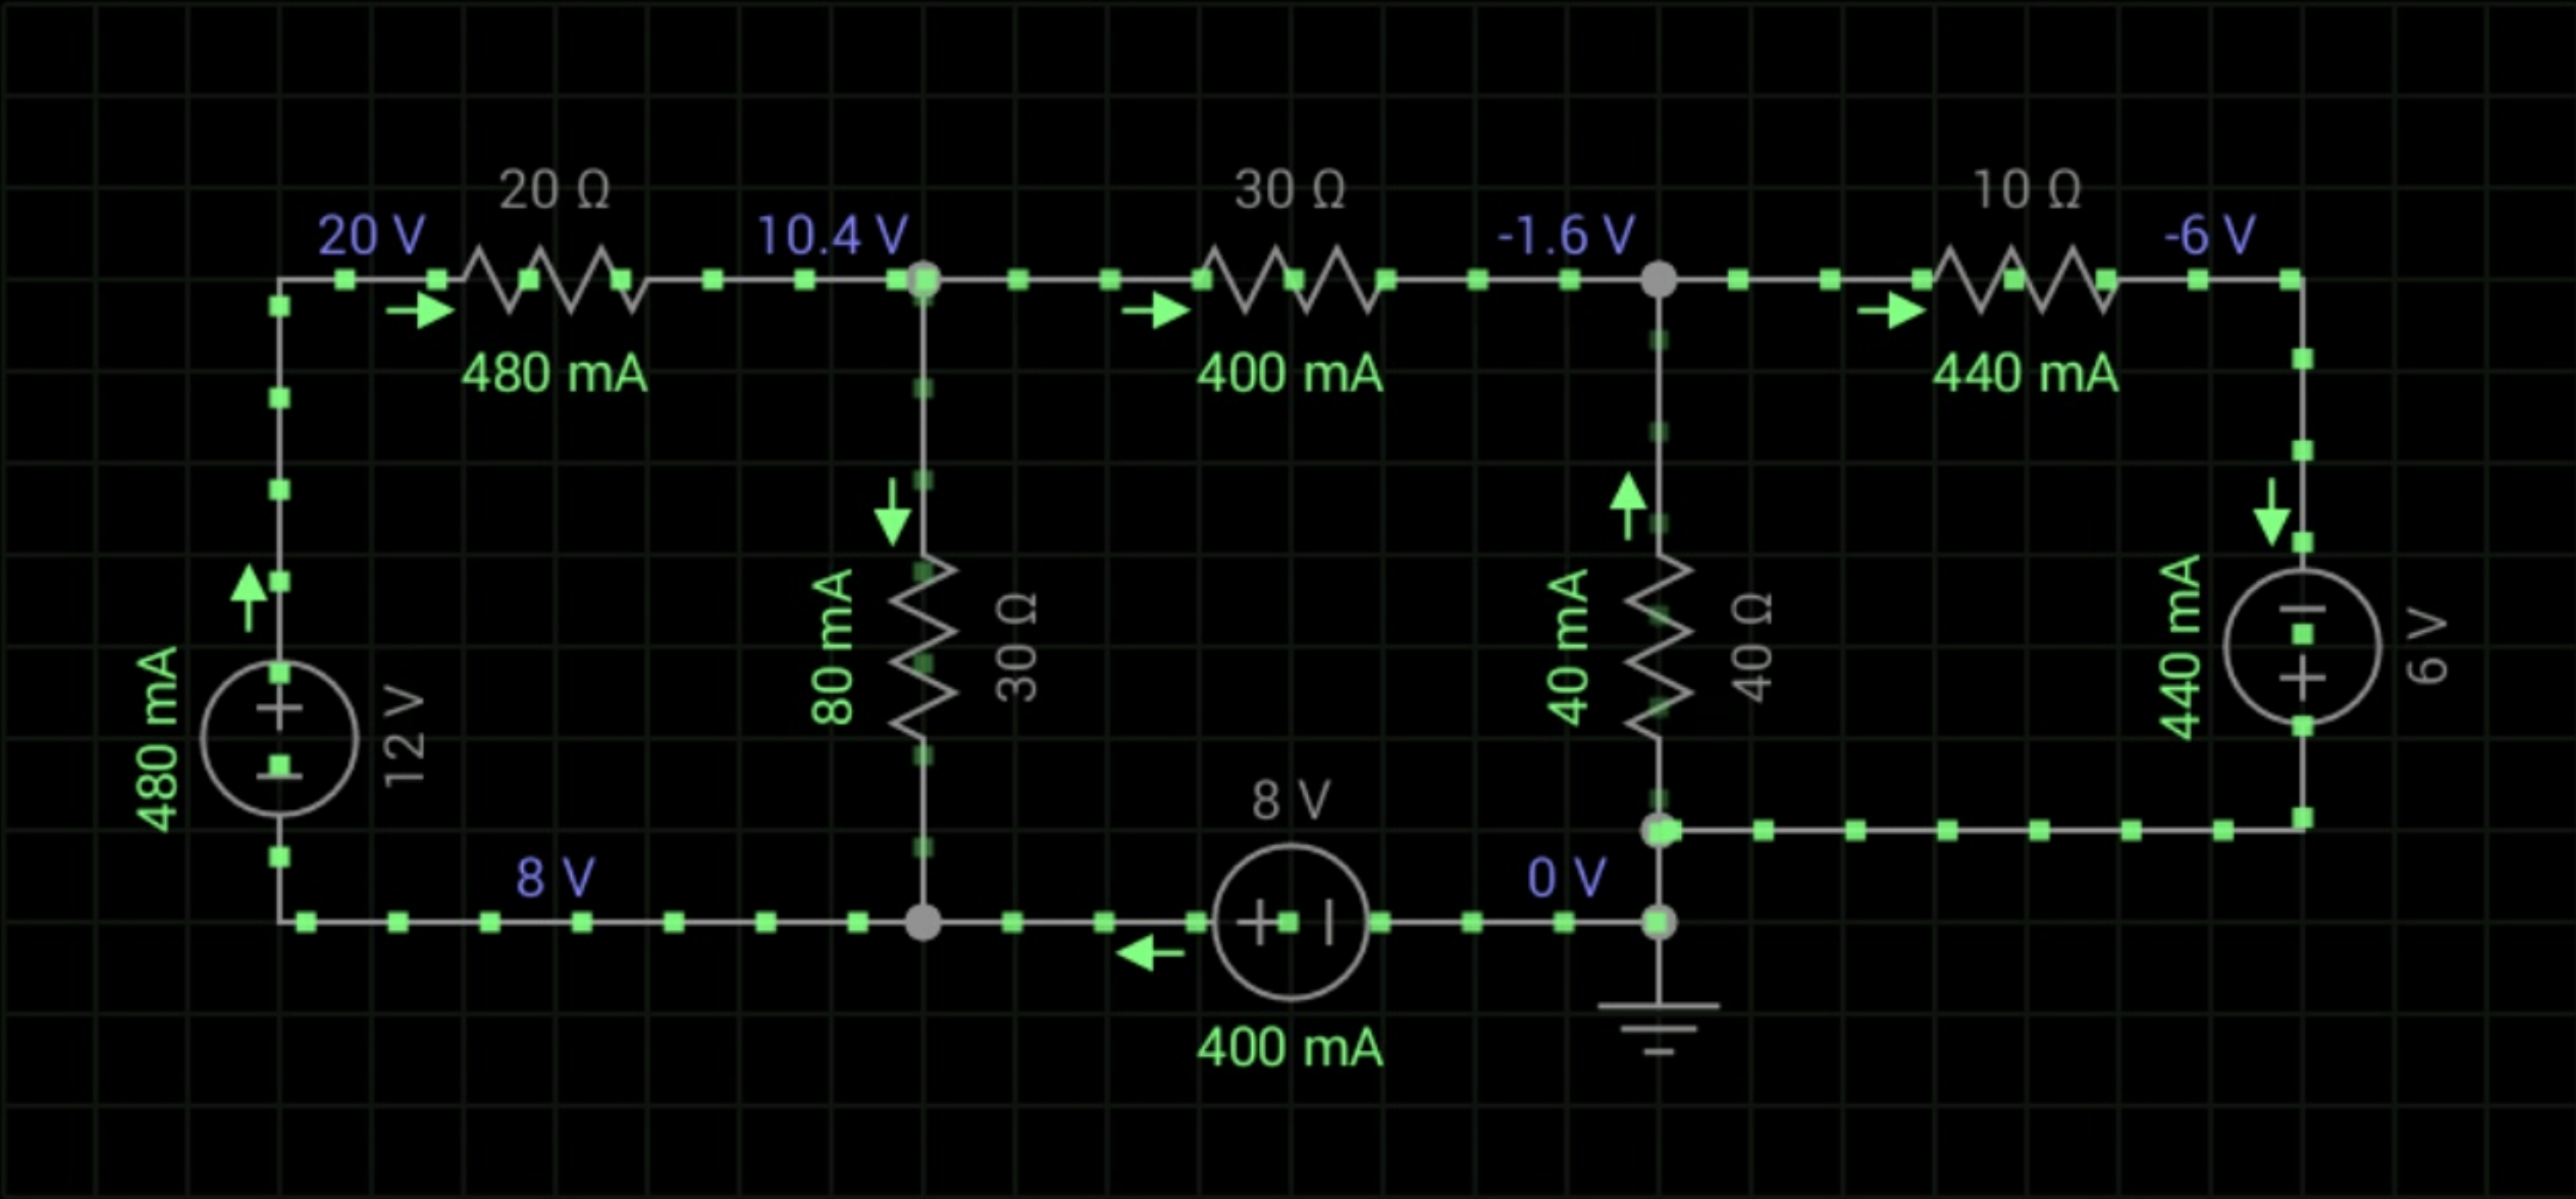 20 Ω
30 Ω
10 Ω
20 V
10.4 V
-1.6 V
-6 V
480 mA
400 mA
440 mA
480 mA
12 V
80 mA
30 Ω
40 mA
40 Ω
440 mA
6 V
8 V
8 V
0 V
400 mA